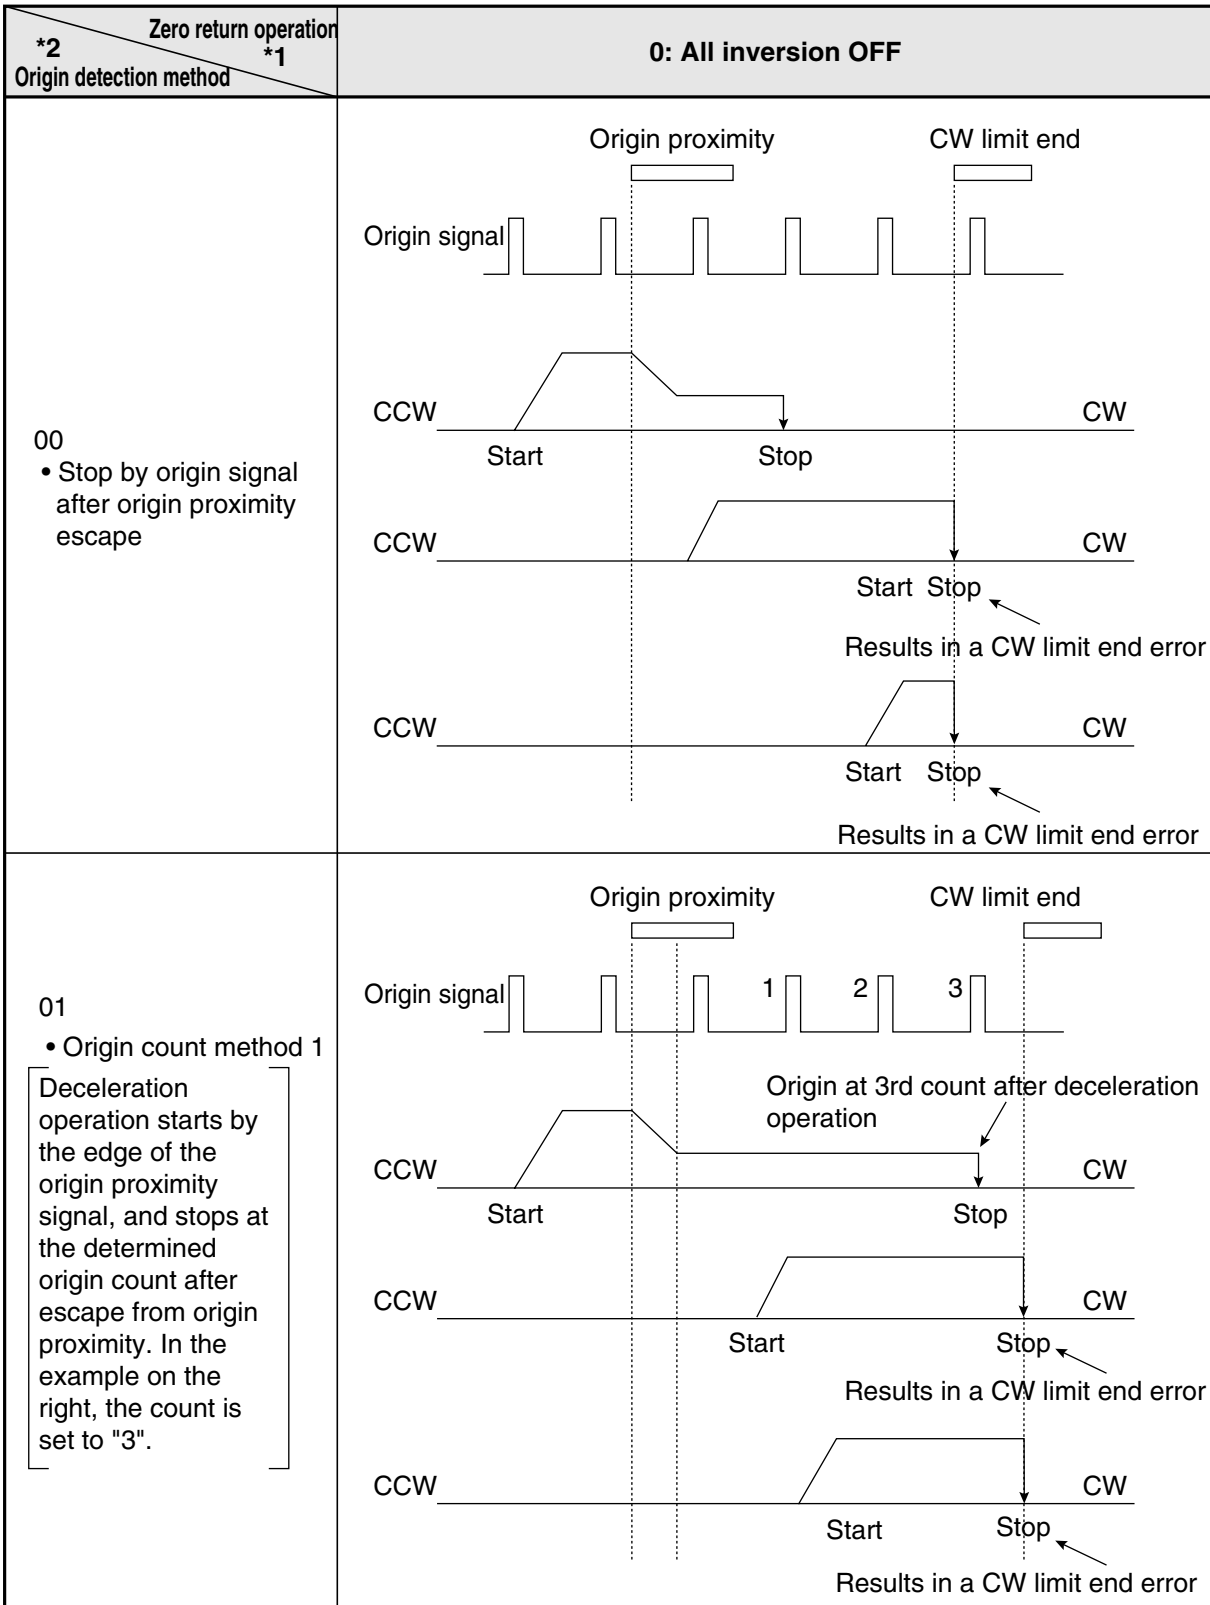 Zero return operation
*1
*2
Origin detection method
0: All inversion OFF
00
• Stop by origin signal
after origin proximity
escape
Origin proximity
CW limit end
Origin signal
CCW
CW
Start
Stop
CCW
CW
Start
Stop
Results in a CW limit end error
CCW
CW
Start
Stop
Results in a CW limit end error
01
• Origin count method 1
Deceleration
operation starts by
the edge of the
origin proximity
signal, and stops at
the determined
origin count after
escape from origin
proximity. In the
example on the
right, the count is
set to "3".
Origin proximity
CW limit end
Origin signal
1
2
3
Origin at 3rd count after deceleration
operation
CCW
CW
Start
Stop
CCW
CW
Start
Stop
Results in a CW limit end error
CCW
CW
Start
Stop
Results in a CW limit end error